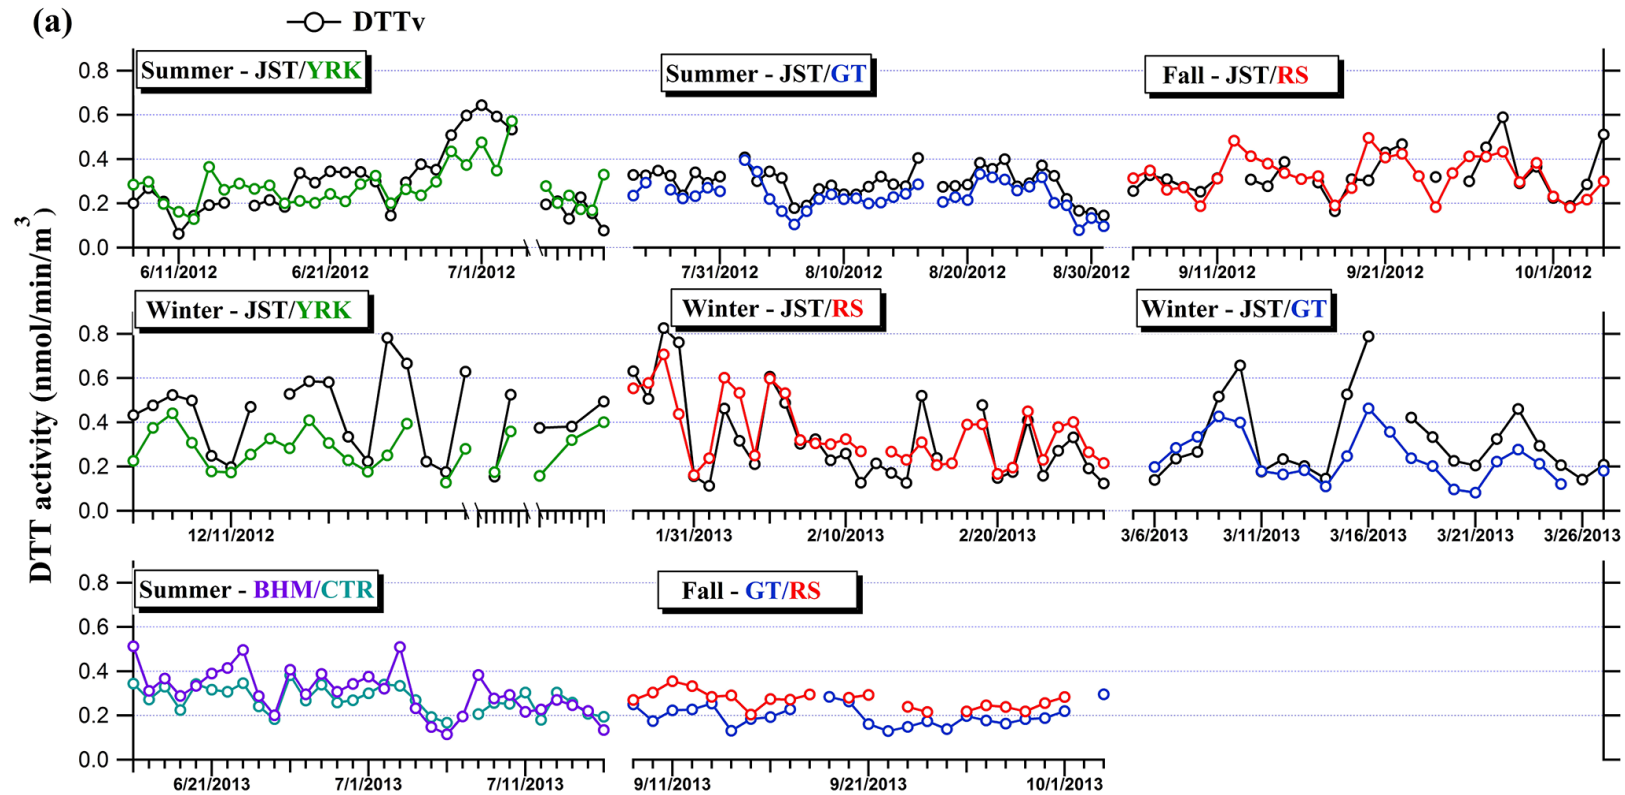 (a)
DTTv
DTT activity (nmol/min/m³)
Summer - JST/YRK
Summer - JST/GT
Fall - JST/RS
0.8
0.6
0.4
0.2
0.0
6/11/2012 6/21/2012 7/1/2012
7/31/2012 8/10/2012 8/20/2012 8/30/2012
9/11/2012 9/21/2012 10/1/2012
Winter - JST/YRK
Winter - JST/RS
Winter - JST/GT
0.8
0.6
0.4
0.2
0.0
12/11/2012
1/31/2013 2/10/2013 2/20/2013
3/6/2013 3/11/2013 3/16/2013 3/21/2013 3/26/2013
Summer - BHM/CTR
Fall - GT/RS
0.8
0.6
0.4
0.2
0.0
6/21/2013 7/1/2013 7/11/2013
9/11/2013 9/21/2013 10/1/2013